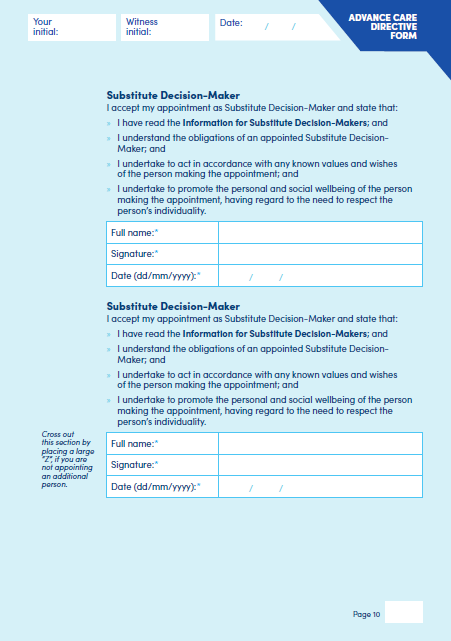 Your
initial:
Witness
initial:
Date: / /
ADVANCE CARE
DIRECTIVE
FORM
Substitute Decision-Maker
I accept my appointment as Substitute Decision-Maker and state that:
» I have read the Information for Substitute Decision-Makers; and
» I understand the obligations of an appointed Substitute Decision-
Maker; and
» I undertake to act in accordance with any known values and wishes
of the person making the appointment; and
» I undertake to promote the personal and social wellbeing of the person
making the appointment, having regard to the need to respect the
person's individuality.
Full name:*
Signature:*
Date (dd/mm/yyyy):* / /
Substitute Decision-Maker
I accept my appointment as Substitute Decision-Maker and state that:
» I have read the Information for Substitute Decision-Makers; and
» I understand the obligations of an appointed Substitute Decision-
Maker; and
» I undertake to act in accordance with any known values and wishes
of the person making the appointment; and
» I undertake to promote the personal and social wellbeing of the person
making the appointment, having regard to the need to respect the
person's individuality.
Cross out
this section by
placing a large
"Z", if you are
not appointing
an additional
person.
Full name:*
Signature:*
Date (dd/mm/yyyy):* / /
Page 10